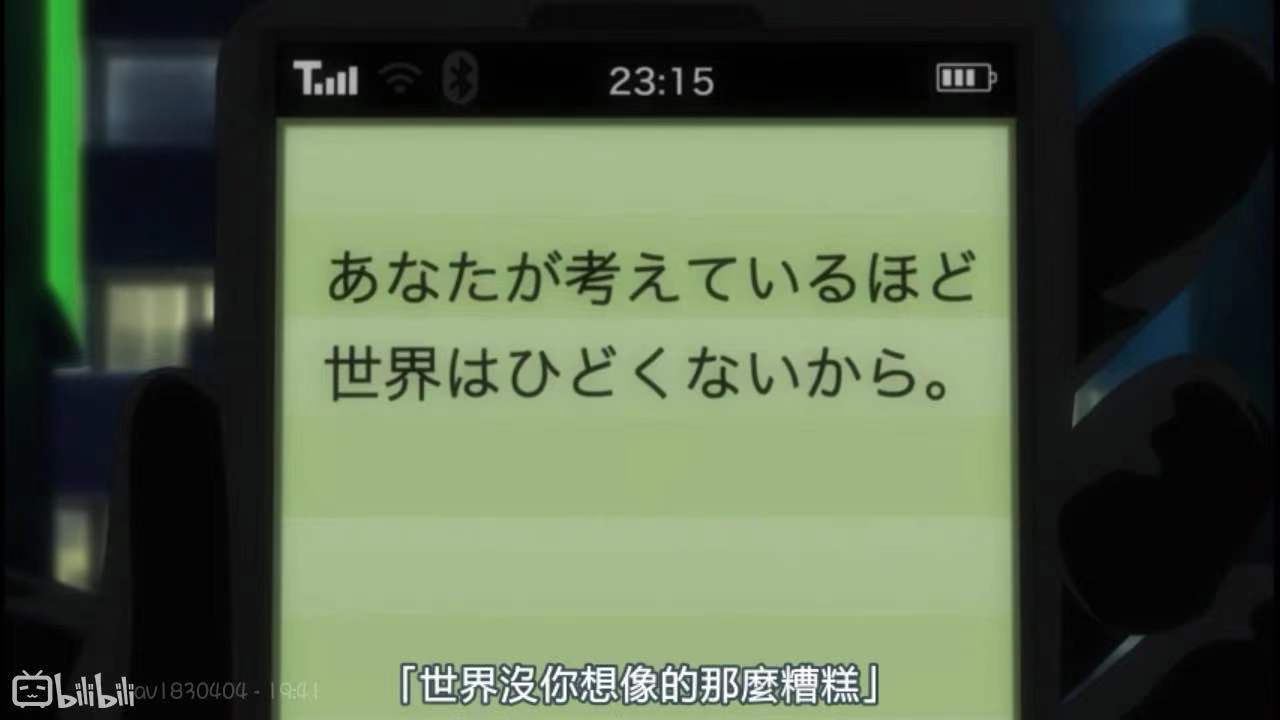 23:15
あなたが考えているほど
世界はひどくないから。
「世界沒你想像的那麼糟糕」
bilibili av1830404 - 19:41